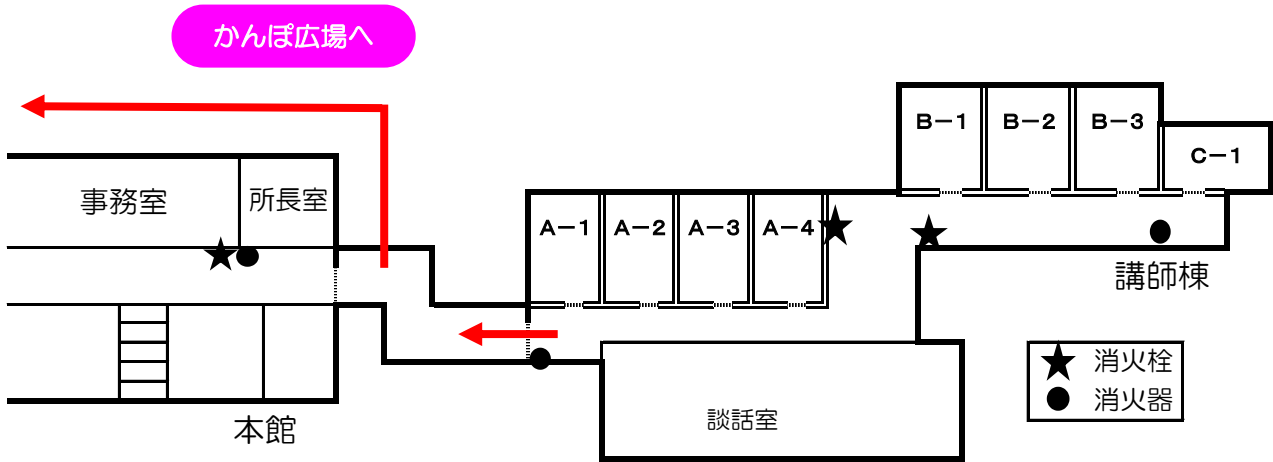 かんぽ広場へ
B－1
B－2
B－3
C－1
事務室
所長室
A－1
A－2
A－3
A－4
講師棟
消火栓
消火器
談話室
本館